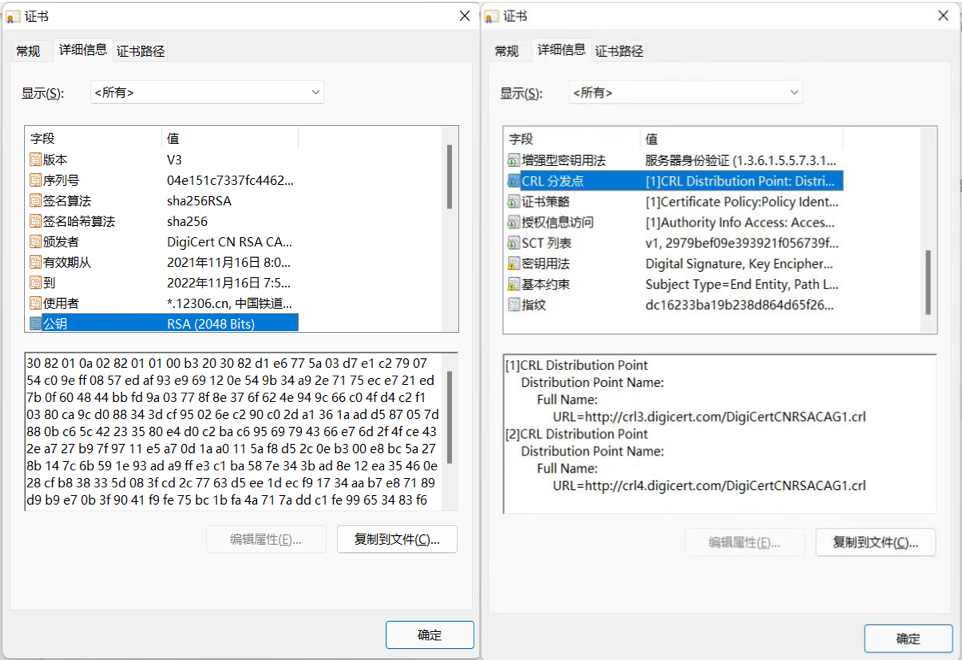 证书
常规 详细信息 证书路径
显示(S): <所有>
字段 值
版本 V3
序列号 04e151c7337fc4462...
签名算法 sha256RSA
签名哈希算法 sha256
颁发者 DigiCert CN RSA CA...
有效期从 2021年11月16日 8:0...
到 2022年11月16日 7:5...
使用者 *.12306.cn, 中国铁道...
公钥 RSA (2048 Bits)
30 82 01 0a 02 82 01 01 00 b3 20 30 82 d1 e6 77 5a 03 d7 e1 c2 79 07
54 c0 9e ff 08 57 ed af 93 e9 69 12 0e 54 9b 34 a9 2e 71 75 ec e7 21 ed
7b 0f 60 48 44 bb fd 9a 03 77 8f 8e 37 6f 62 4e 94 9c 66 c0 4f d4 c2 f1
03 80 ca 9c d0 88 34 3d cf 95 02 6e c2 90 c0 2d a1 36 1a ad d5 87 05 7d
88 0b c6 5c 42 23 35 80 e4 d0 c2 ba c6 95 69 79 43 66 e7 6d 2f 4f ce 43
2e a7 27 b9 7f 97 11 e5 a7 0d 1a a0 11 5a f8 d5 2c 0e b3 00 e8 bc 5a 27
8b 14 7c 6b 59 1e 93 ad a9 ff e3 c1 ba 58 7e 34 3b ad 8e 12 ea 35 46 0e
28 cf b8 38 33 5d 08 3f cd 2c 77 63 d5 ee 1d ec f9 17 34 aa b7 e8 71 89
d9 b9 e7 0b 3f 90 41 f9 fe 75 bc 1b fa 4a 71 7a dd c1 fe 99 65 34 83 f6
编辑属性(E)... 复制到文件(C)...
确定
证书
常规 详细信息 证书路径
显示(S): <所有>
字段 值
增强型密钥用法 服务器身份验证 (1.3.6.1.5.5.7.3.1...
CRL 分发点 [1]CRL Distribution Point: Distri...
证书策略 [1]Certificate Policy:Policy Ident...
授权信息访问 [1]Authority Info Access: Acces...
SCT 列表 v1, 2979bef09e393921f056739f...
密钥用法 Digital Signature, Key Encipher...
基本约束 Subject Type=End Entity, Path L...
指纹 dc16233ba19b238d864d65f26...
[1]CRL Distribution Point
Distribution Point Name:
Full Name:
URL=http://crl3.digicert.com/DigiCertCNRSACAG1.crl
[2]CRL Distribution Point
Distribution Point Name:
Full Name:
URL=http://crl4.digicert.com/DigiCertCNRSACAG1.crl
编辑属性(E)... 复制到文件(C)...
确定